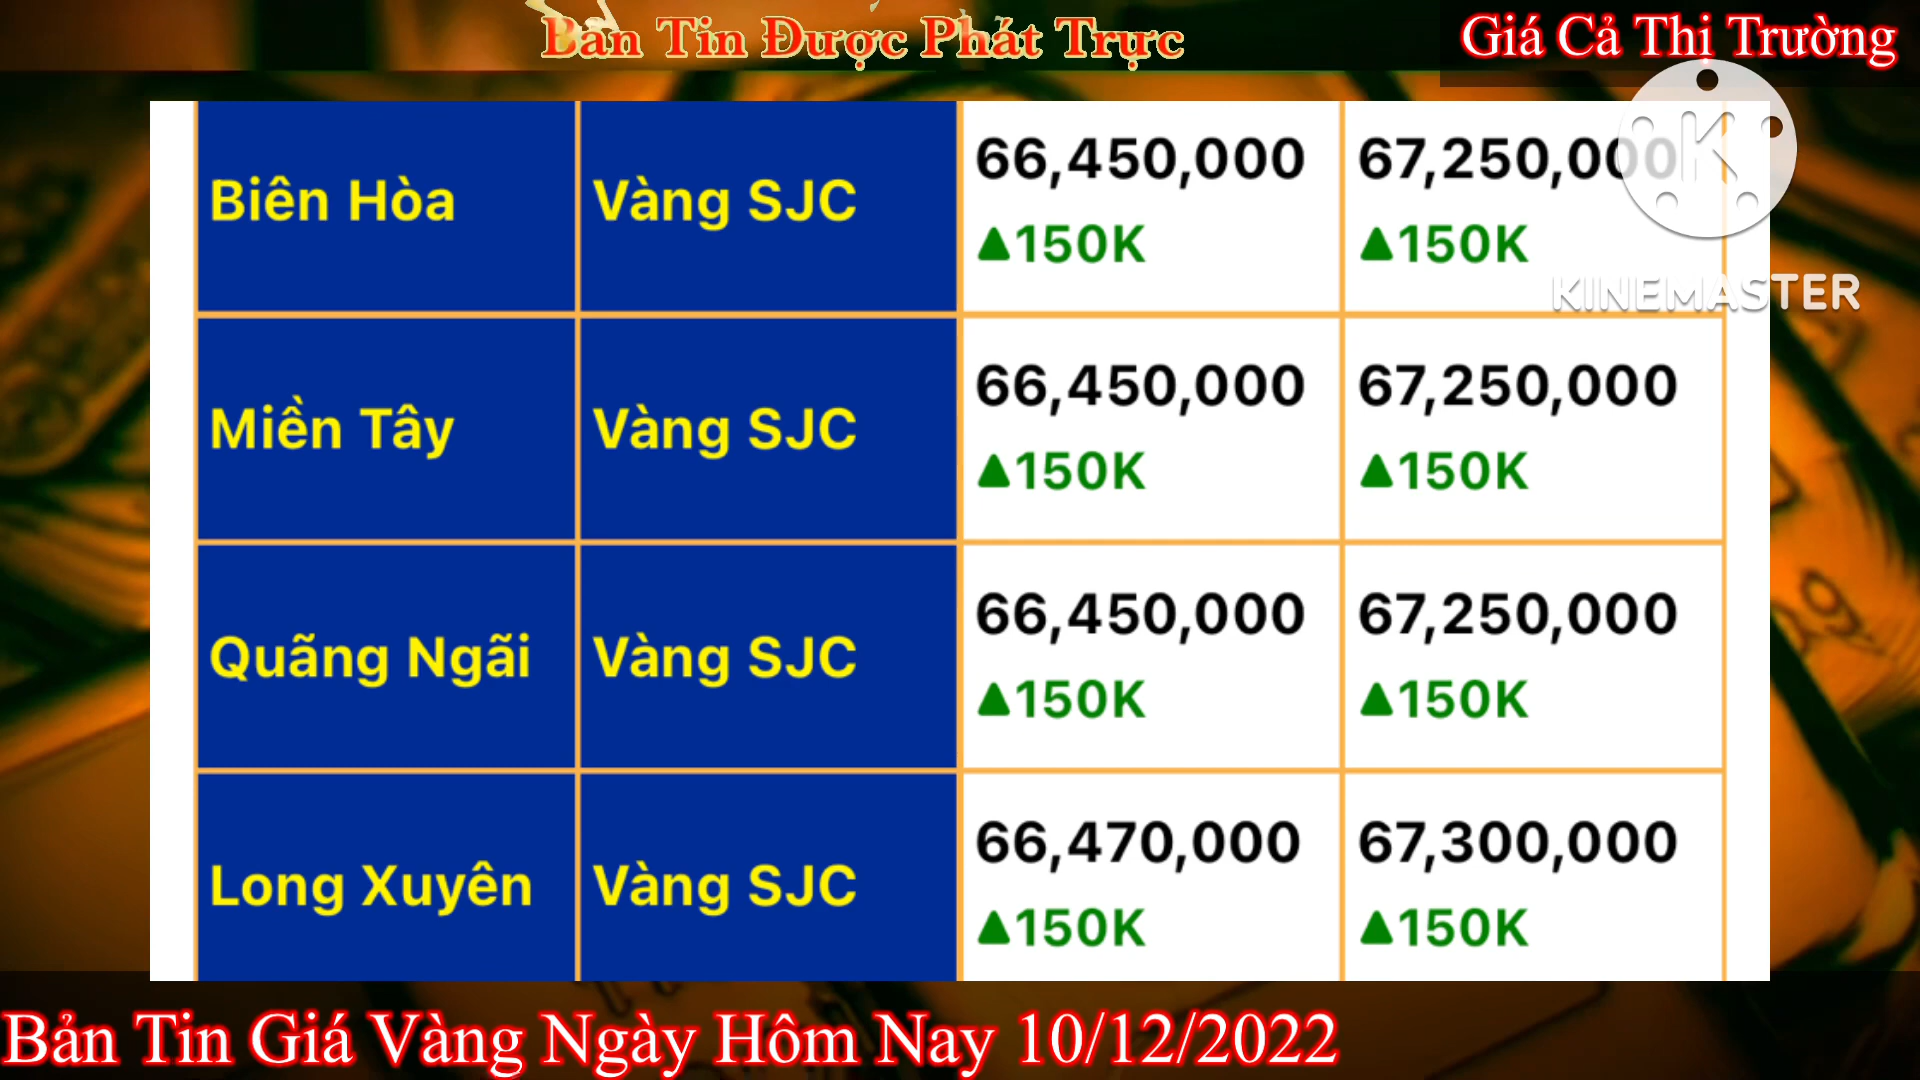 Bản Tin Được Phát Trực
Giá Cả Thị Trường
Biên Hòa Vàng SJC 66,450,000 67,250,000
▲150K ▲150K
KINEMASTER
Miền Tây Vàng SJC 66,450,000 67,250,000
▲150K ▲150K
Quãng Ngãi Vàng SJC 66,450,000 67,250,000
▲150K ▲150K
Long Xuyên Vàng SJC 66,470,000 67,300,000
▲150K ▲150K
Bản Tin Giá Vàng Ngày Hôm Nay 10/12/2022